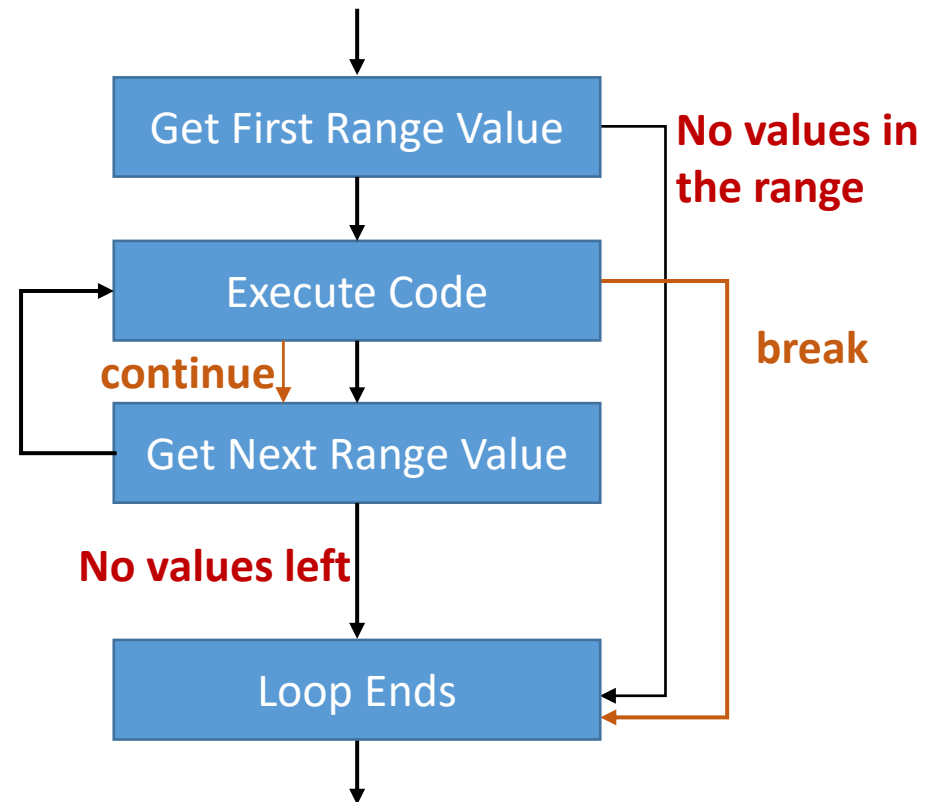 Get First Range Value
No values in
the range
Execute Code
break
continue
Get Next Range Value
No values left
Loop Ends